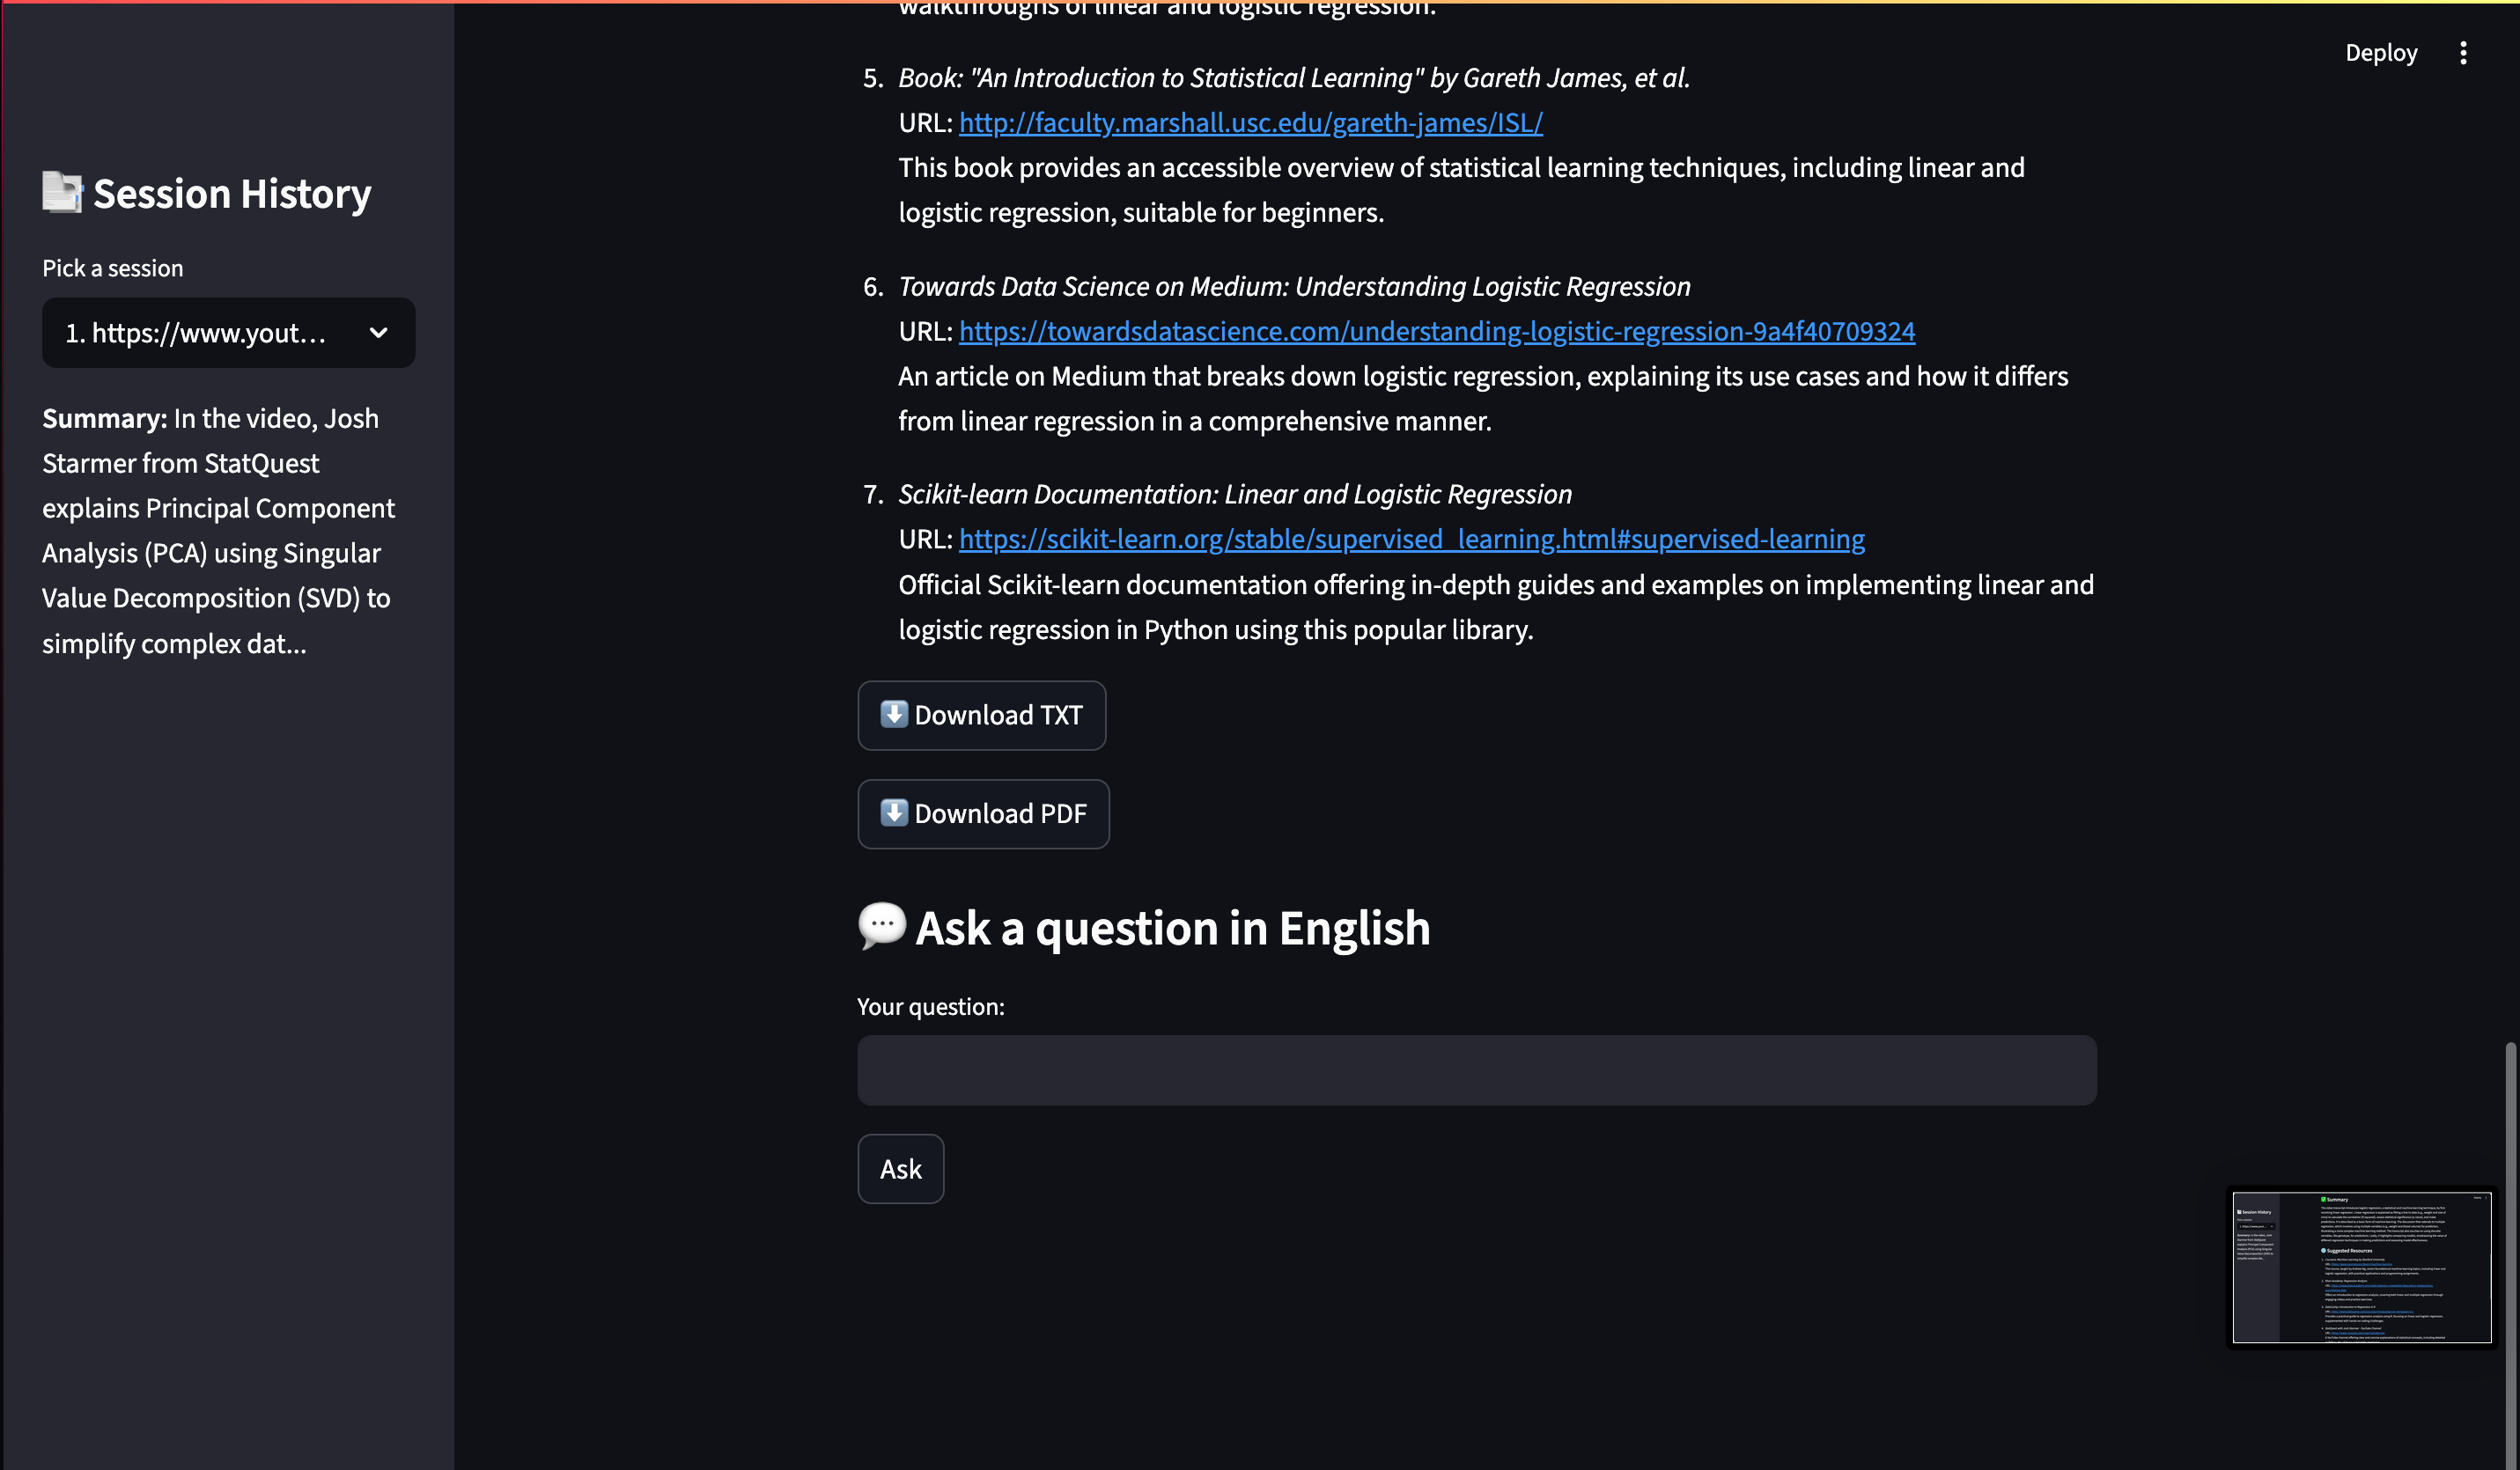 Deploy
Session History
Pick a session
1. https://www.yout...
Summary: In the video, Josh
Starmer from StatQuest
explains Principal Component
Analysis (PCA) using Singular
Value Decomposition (SVD) to
simplify complex dat...
walkthroughs of linear and logistic regression.
5. Book: "An Introduction to Statistical Learning" by Gareth James, et al.
URL: http://faculty.marshall.usc.edu/gareth-james/ISL/
This book provides an accessible overview of statistical learning techniques, including linear and
logistic regression, suitable for beginners.
6. Towards Data Science on Medium: Understanding Logistic Regression
URL: https://towardsdatascience.com/understanding-logistic-regression-9a4f40709324
An article on Medium that breaks down logistic regression, explaining its use cases and how it differs
from linear regression in a comprehensive manner.
7. Scikit-learn Documentation: Linear and Logistic Regression
URL: https://scikit-learn.org/stable/supervised_learning.html#supervised-learning
Official Scikit-learn documentation offering in-depth guides and examples on implementing linear and
logistic regression in Python using this popular library.
Download TXT
Download PDF
Ask a question in English
Your question:
Ask
Summary
Session History
Suggested Resources